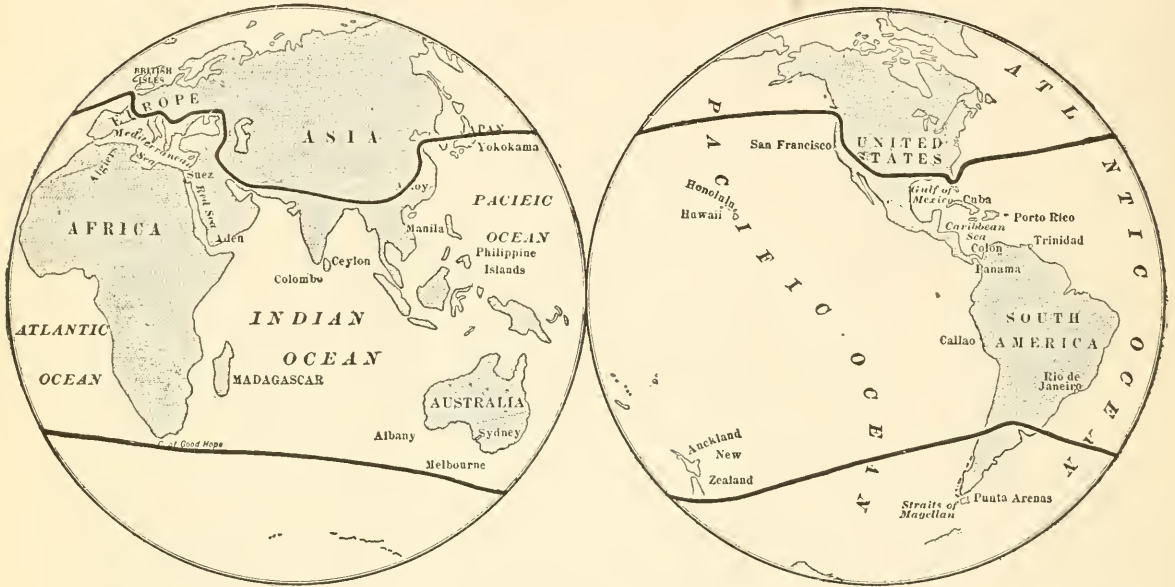 BRITISH
ISLES
EUROPE
ASIA
JAPAN
Yokokama
Mediterranean
Sea
Algiers
Suez
Red Sea
AFRICA
Aden
Manila
PACIEIC
OCEAN
Philippine
Islands
Ceylon
Colombo
INDIAN
OCEAN
ATLANTIC
OCEAN
MADAGASCAR
AUSTRALIA
Sydney
Albany
Melbourne
C. of Good Hope
ATLANTIC OCEAN
PACIFIC OCEAN
San Francisco
UNITED
STATES
Honolulu
Hawaii
Gulf of
Mexico
Cuba
Porto Rico
Caribbean
Sea
Colon
Trinidad
Panama
SOUTH
AMERICA
Callao
Rio de
Janeiro
Auckland
New
Zealand
Straits of
Magellan
Punta Arenas